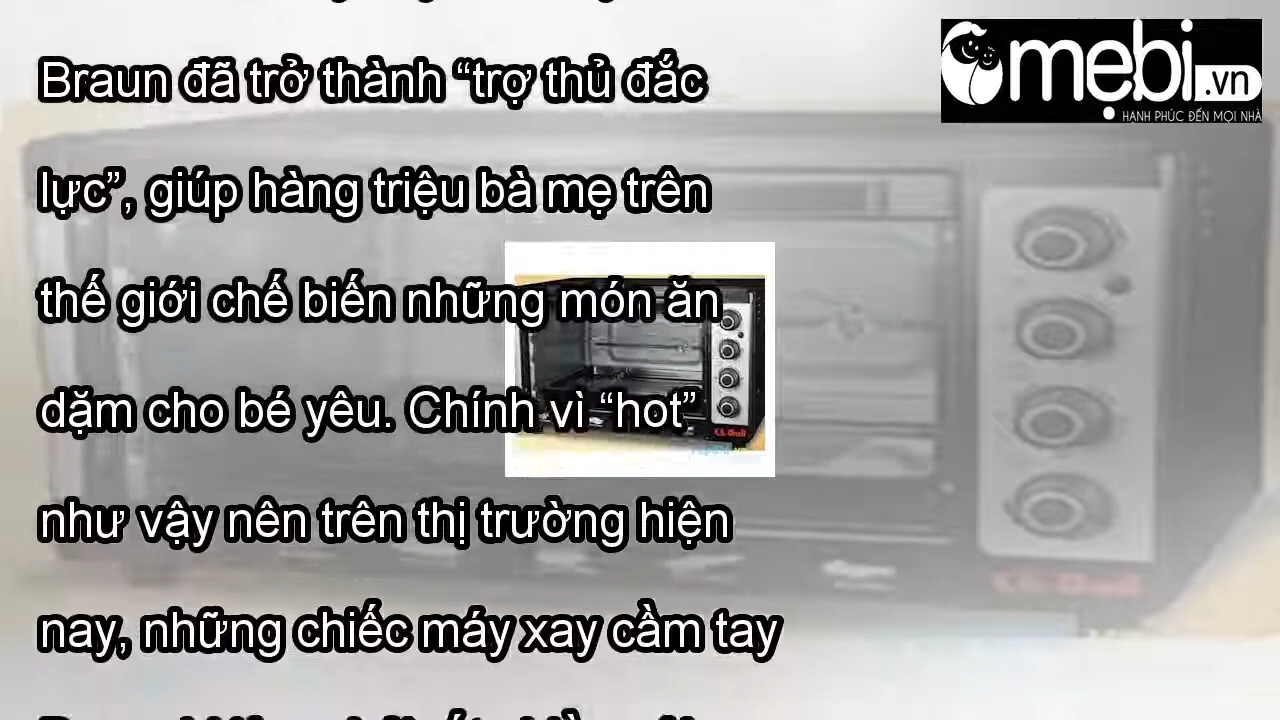 mẹbi.vn
HẠNH PHÚC ĐẾN MỌI NHÀ
Braun đã trở thành “trợ thủ đắc
lực”, giúp hàng triệu bà mẹ trên
thế giới chế biến những món ăn
dặm cho bé yêu. Chính vì “hot”
như vậy nên trên thị trường hiện
nay, những chiếc máy xay cầm tay